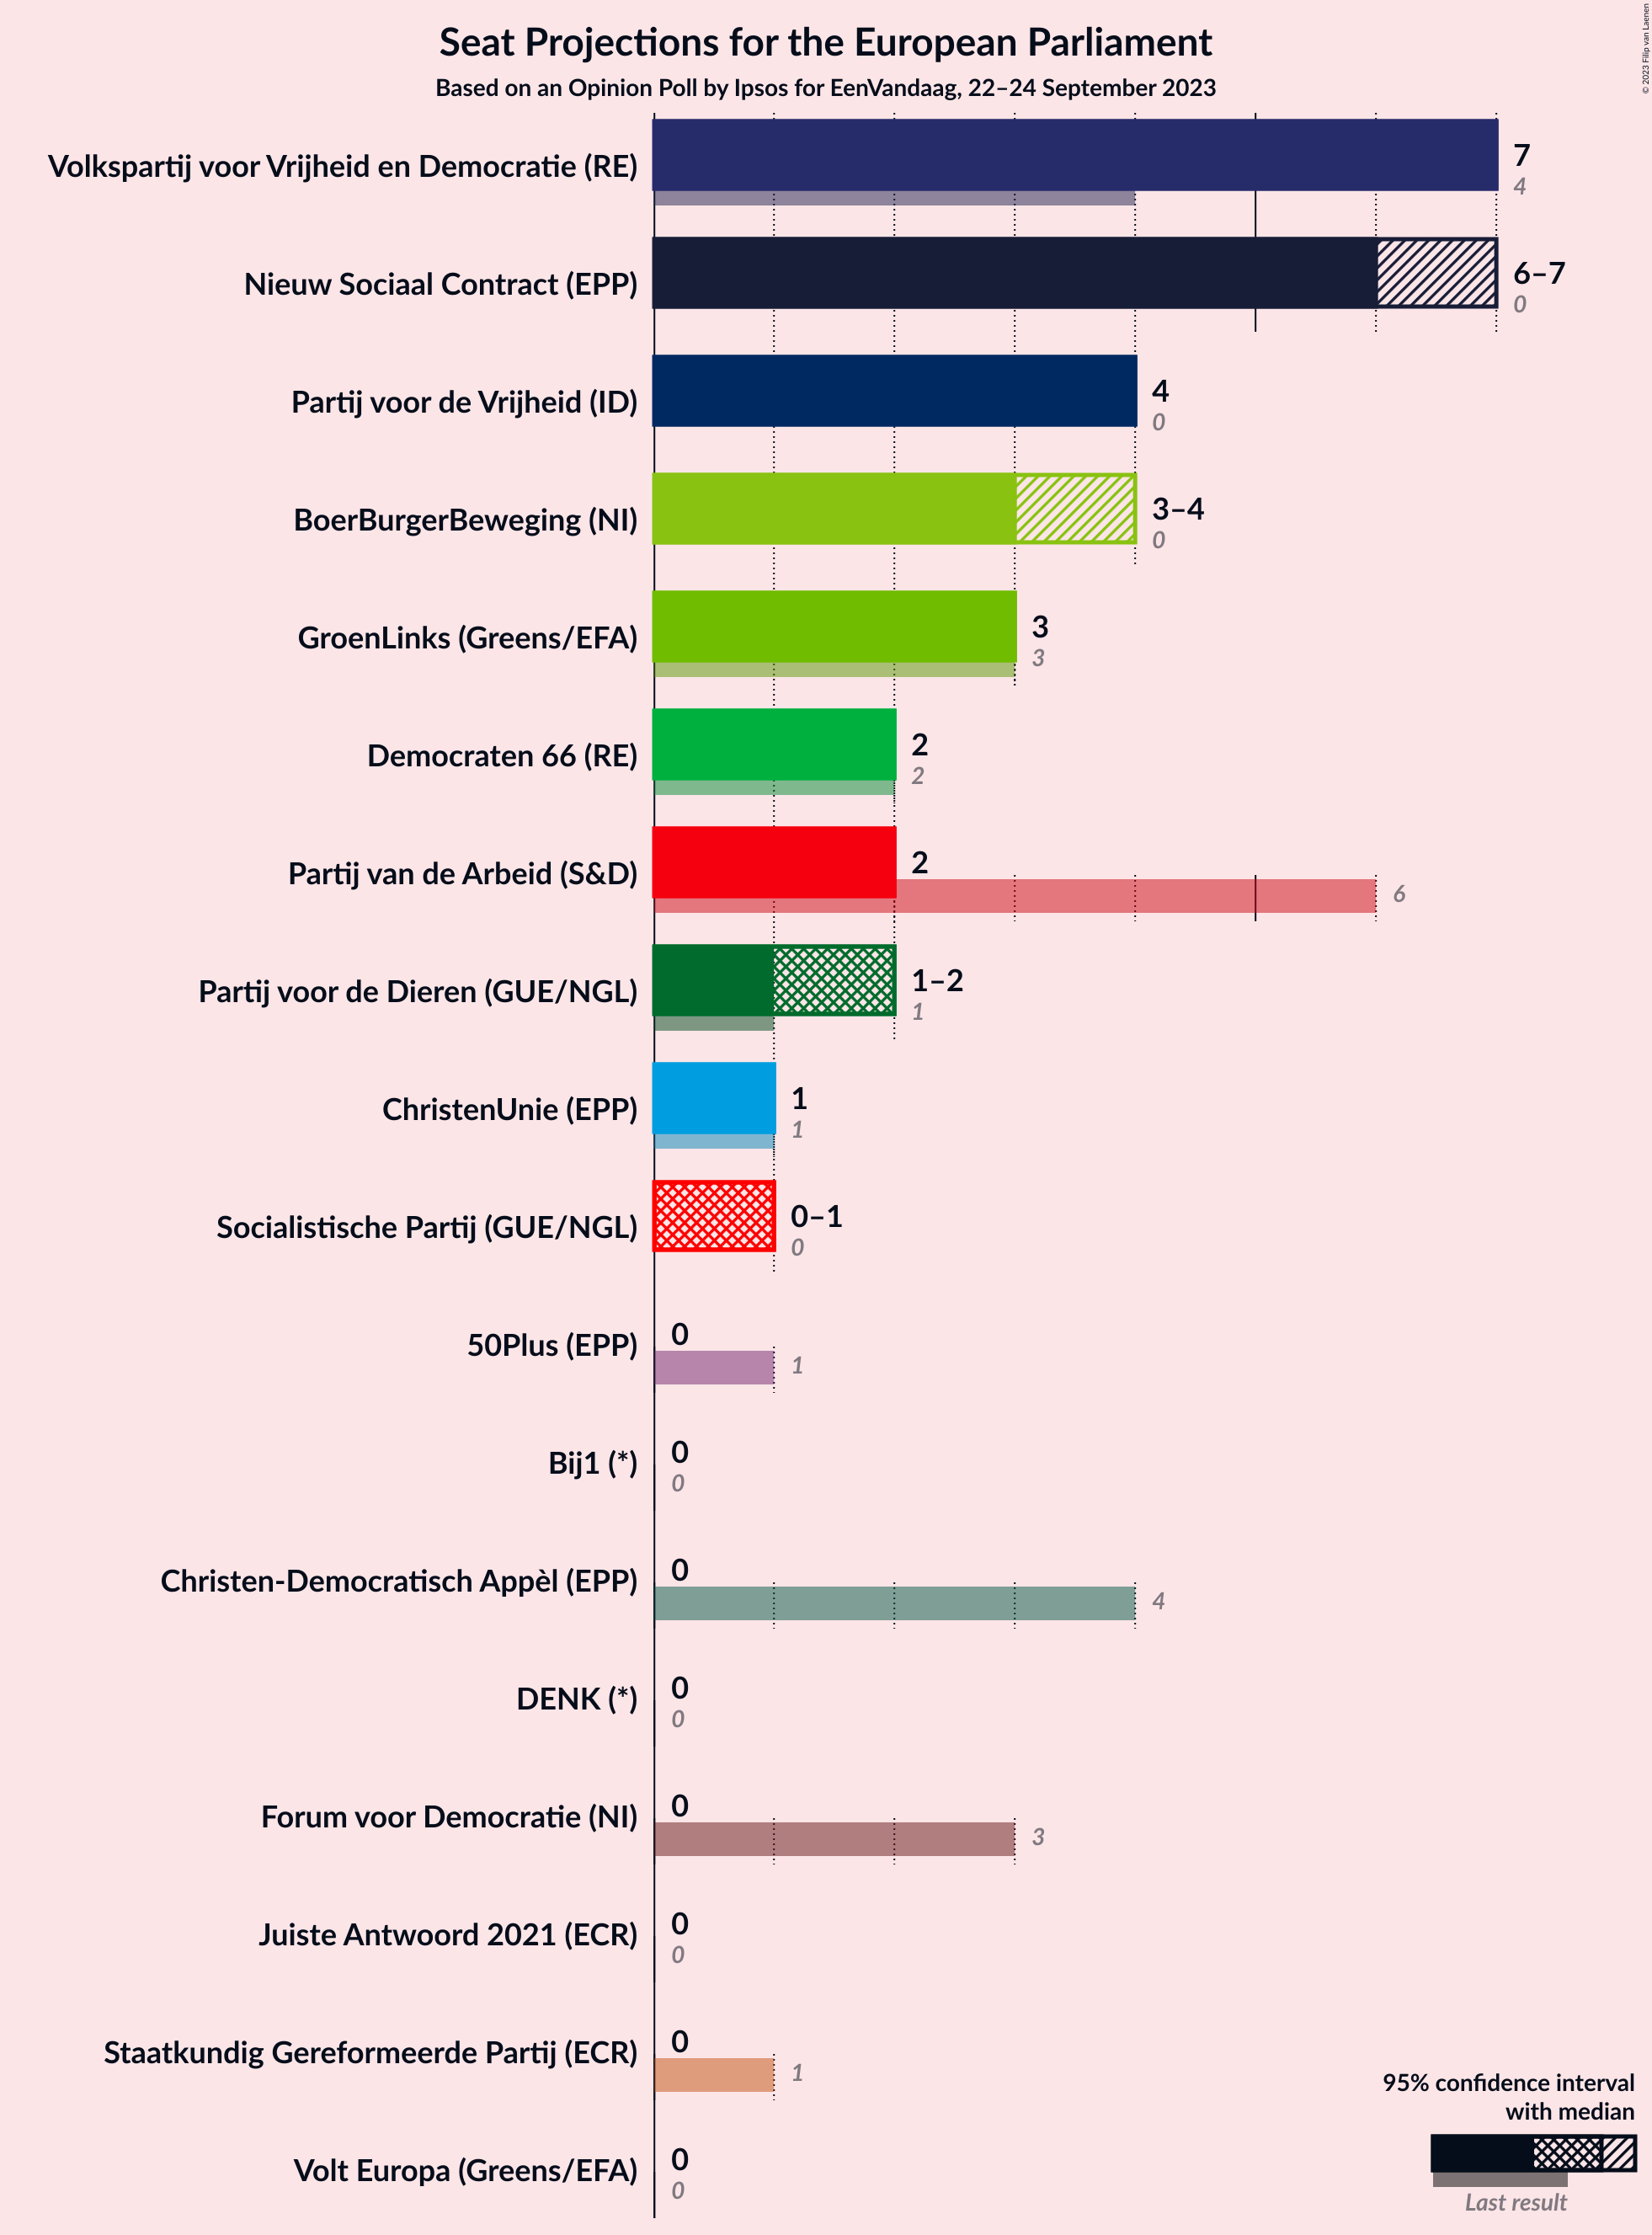 Seat Projections for the European Parliament
Based on an Opinion Poll by Ipsos for EenVandaag, 22–24 September 2023
© 2023 Filip van Laenen
Volkspartij voor Vrijheid en Democratie (RE)
7
4
Nieuw Sociaal Contract (EPP)
6–7
0
Partij voor de Vrijheid (ID)
4
0
BoerBurgerBeweging (NI)
3–4
0
GroenLinks (Greens/EFA)
3
3
Democraten 66 (RE)
2
2
Partij van de Arbeid (S&D)
2
6
Partij voor de Dieren (GUE/NGL)
1–2
1
ChristenUnie (EPP)
1
1
Socialistische Partij (GUE/NGL)
0–1
0
50Plus (EPP)
0
1
Bij1 (*)
0
0
Christen-Democratisch Appèl (EPP)
0
4
DENK (*)
0
0
Forum voor Democratie (NI)
0
3
Juiste Antwoord 2021 (ECR)
0
0
Staatkundig Gereformeerde Partij (ECR)
0
1
Volt Europa (Greens/EFA)
0
0
95% confidence interval
with median
Last result